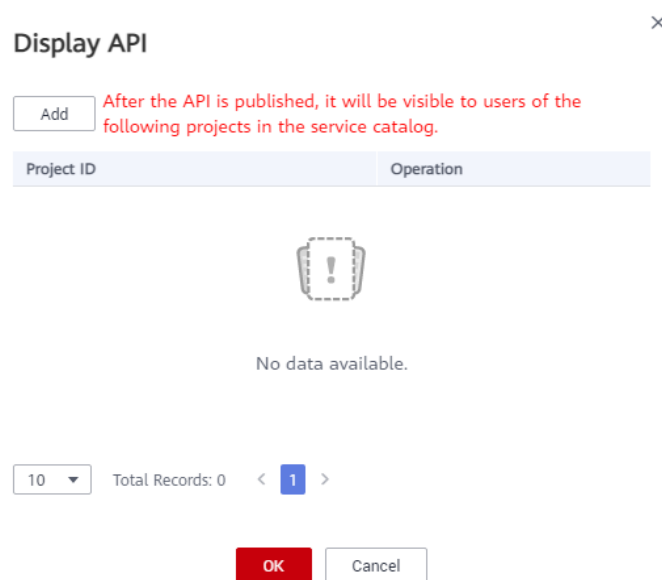 Display API
Add
After the API is published, it will be visible to users of the
following projects in the service catalog.
Project ID Operation
No data available.
10 Total Records: 0 < 1 >
OK Cancel